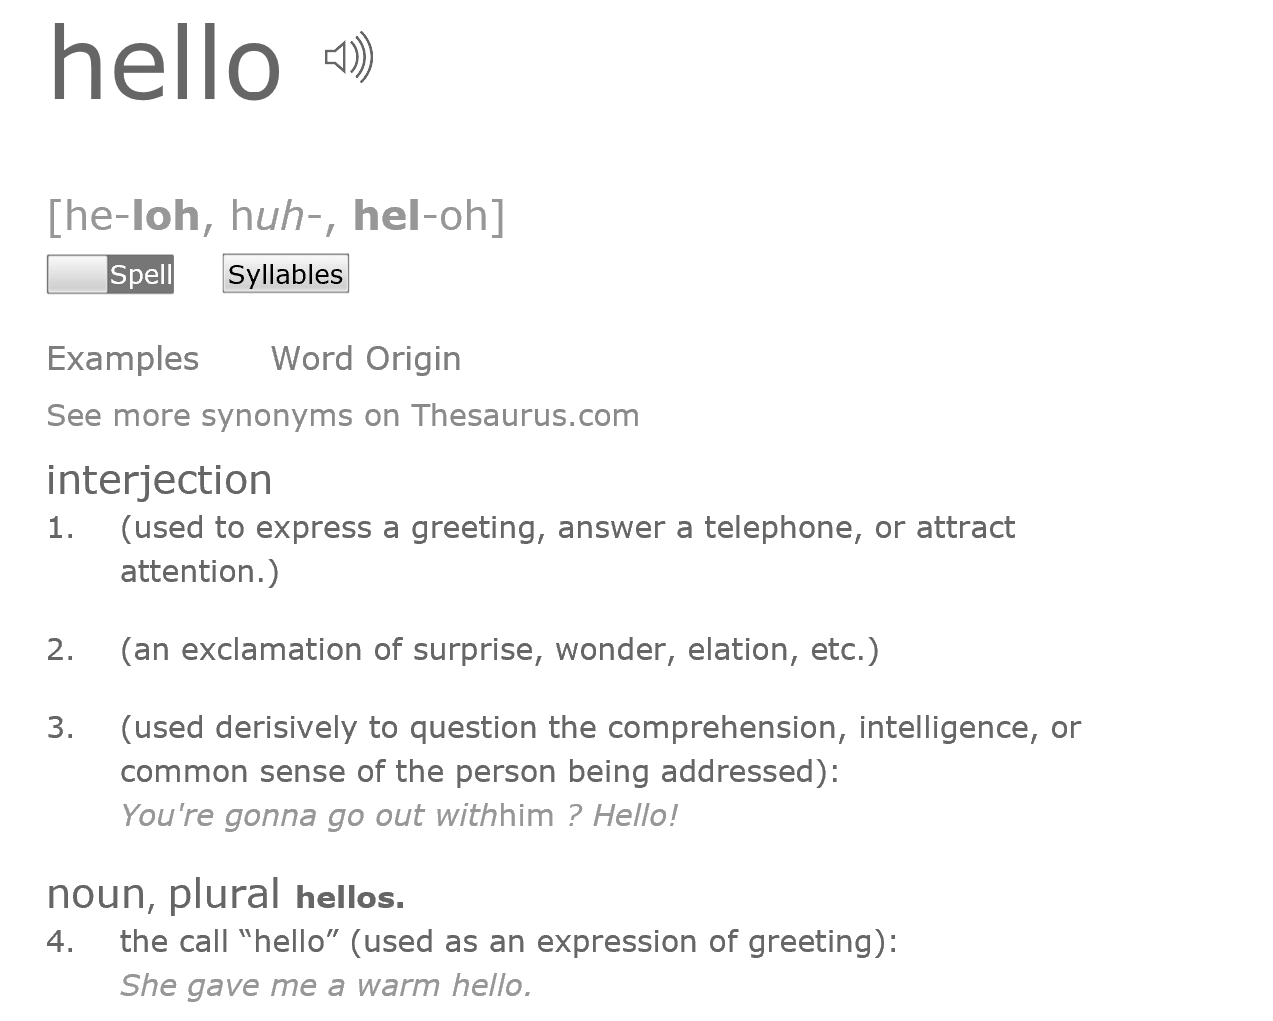 hello
[he-loh, huh-, hel-oh]
Spell Syllables
Examples Word Origin
See more synonyms on Thesaurus.com
interjection
1. (used to express a greeting, answer a telephone, or attract
attention.)
2. (an exclamation of surprise, wonder, elation, etc.)
3. (used derisively to question the comprehension, intelligence, or
common sense of the person being addressed):
You're gonna go out withhim ? Hello!
noun, plural hellos.
4. the call “hello” (used as an expression of greeting):
She gave me a warm hello.